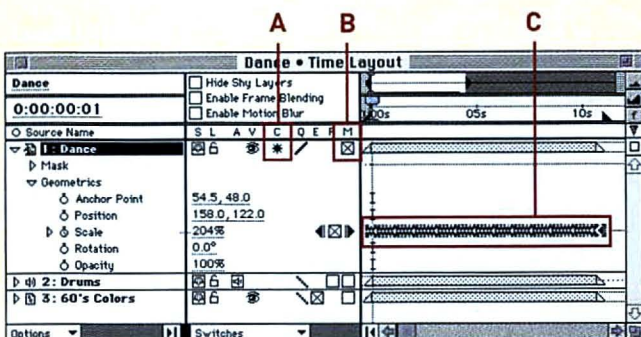 A B C
Dance • Time Layout
Dance
Hide Shy Layers
Enable Frame Blending
0:00:00:01
Enable Motion Blur
:00s 05s 10s
Source Name S L A V C Q E F M
1: Dance
Mask
Geometrics
Anchor Point 54.5, 48.0
Position 158.0, 122.0
Scale 204%
Rotation 0.0°
Opacity 100%
2: Drums
3: 60's Colors
Options Switches